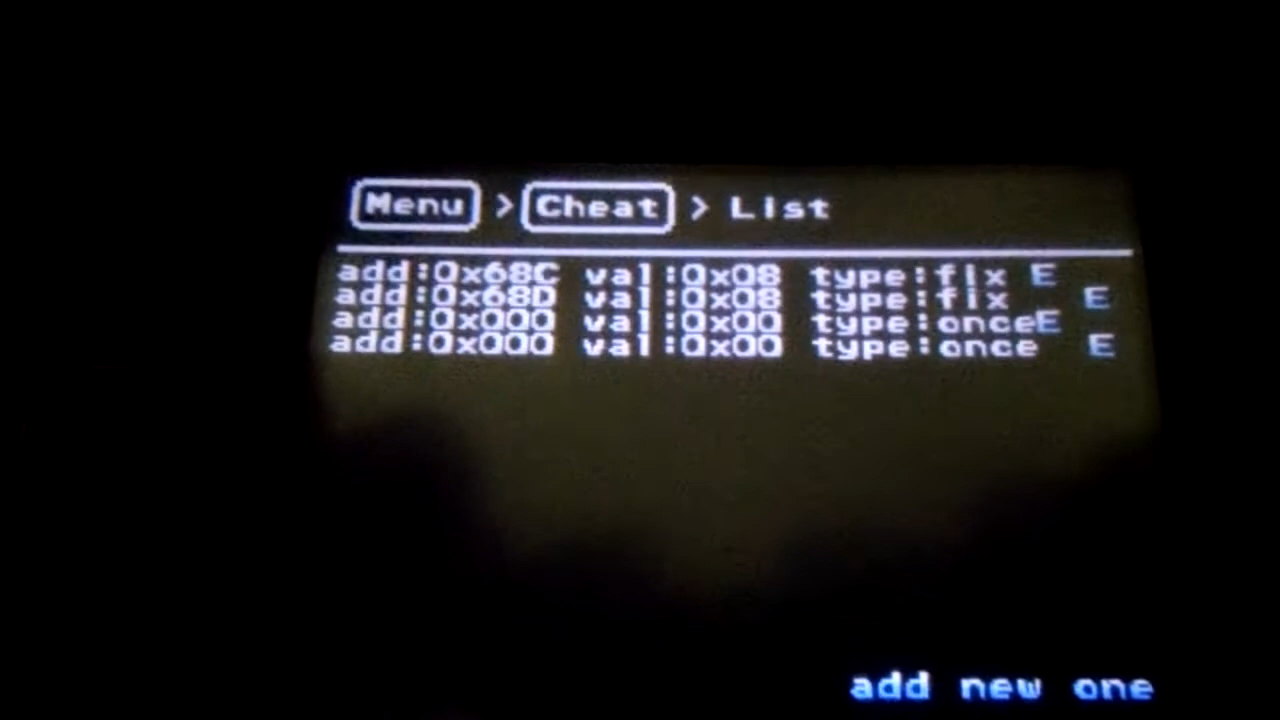 Menu > Cheat > List
add:0x68C val:0x08 type:fix E
add:0x68D val:0x08 type:fix E
add:0x000 val:0x00 type:onceE
add:0x000 val:0x00 type:once E
add new one